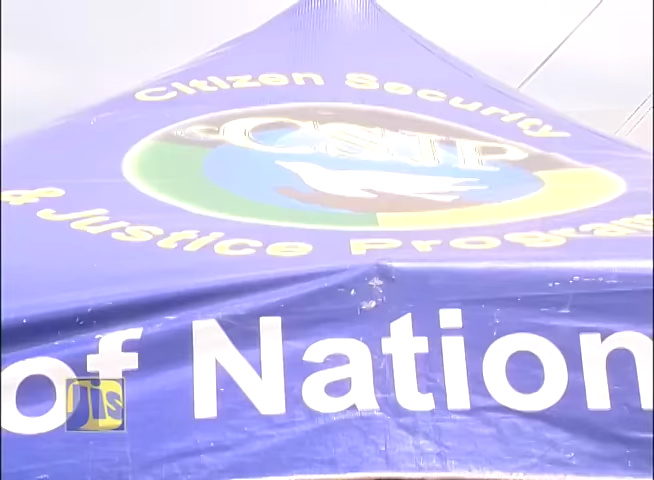 Citizen Security
CSJP
& Justice Program
of Nation
jis